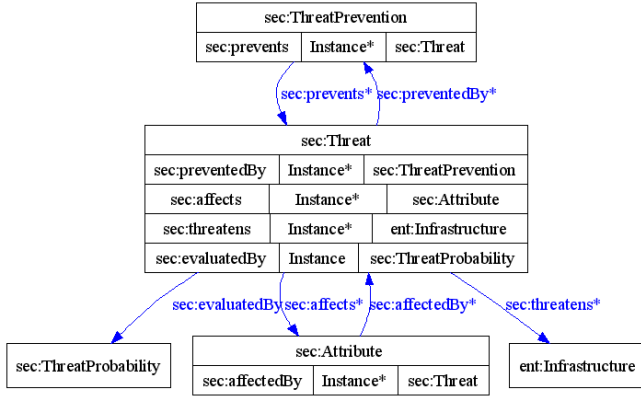 sec:ThreatPrevention
sec:prevents Instance* sec:Threat
sec:prevents* sec:preventedBy*
sec:Threat
sec:preventedBy Instance* sec:ThreatPrevention
sec:affects Instance* sec:Attribute
sec:threatens Instance* ent:Infrastructure
sec:evaluatedBy Instance sec:ThreatProbability
sec:evaluatedBy sec:affects* sec:affectedBy* sec:threatens*
sec:ThreatProbability
sec:Attribute
sec:affectedBy Instance* sec:Threat
ent:Infrastructure